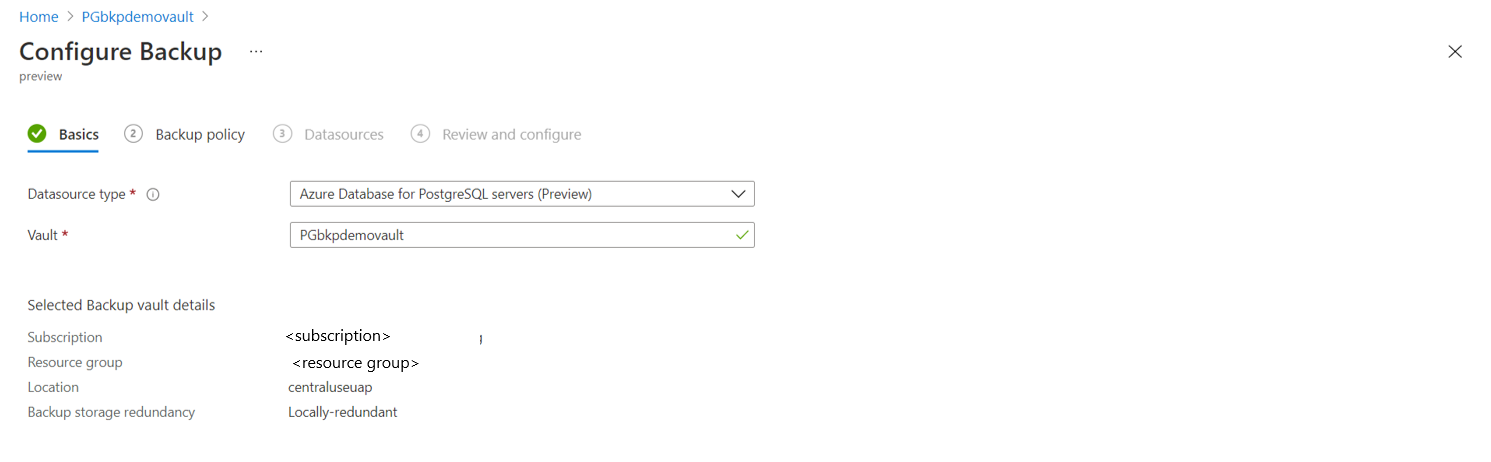 Home > PGbkpdemovault >
Configure Backup ...
preview
Basics 2 Backup policy 3 Datasources 4 Review and configure
Datasource type * Azure Database for PostgreSQL servers (Preview)
Vault * PGbkpdemovault
Selected Backup vault details
Subscription <subscription>
Resource group <resource group>
Location centraluseuap
Backup storage redundancy Locally-redundant